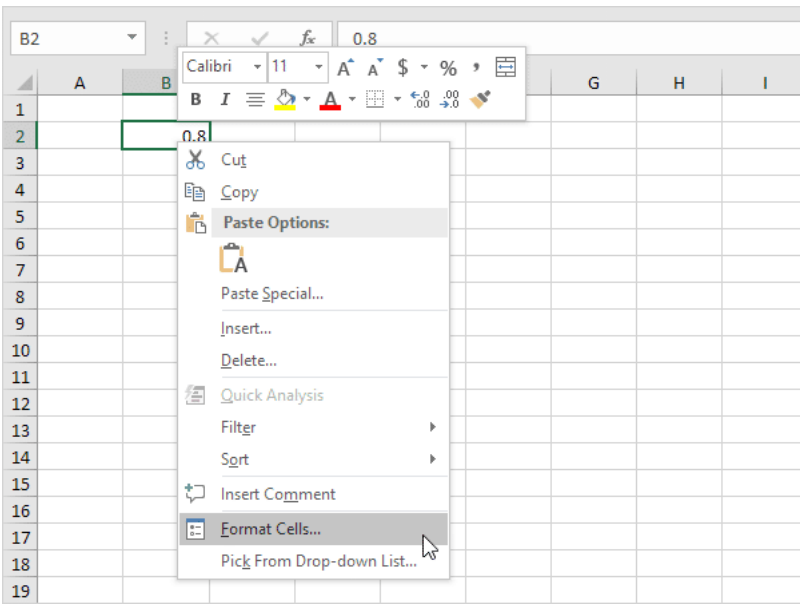 B2 fx 0.8
Calibri 11 A A $ % ,
B I A .0 .00 .00 .0
A B G H I
1
2 0.8
3 Cut
4 Copy
5 Paste Options:
6
7 A
8 Paste Special...
9 Insert...
10 Delete...
11
12 Quick Analysis
13 Filter
14 Sort
15
16 Insert Comment
17 Format Cells...
18 Pick From Drop-down List...
19